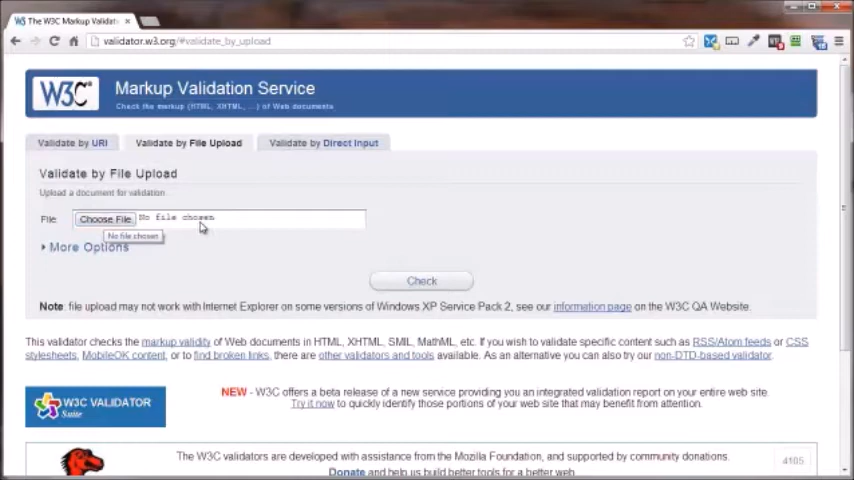 The W3C Markup Validat
validator.w3.org/#validate_by_upload
W3C
Markup Validation Service
Check the markup (HTML, XHTML, ...) of Web documents
Validate by URI
Validate by File Upload
Validate by Direct Input
Validate by File Upload
Upload a document for validation
File:
Choose File No file chosen
No file chosen
More Options
Check
Note: file upload may not work with Internet Explorer on some versions of Windows XP Service Pack 2, see our information page on the W3C QA Website.
This validator checks the markup validity of Web documents in HTML, XHTML, SMIL, MathML, etc. If you wish to validate specific content such as RSS/Atom feeds or CSS
stylesheets, MobileOK content, or to find broken links, there are other validators and tools available. As an alternative you can also try our non-DTD-based validator.
W3C VALIDATOR
Suite
NEW - W3C offers a beta release of a new service providing you an integrated validation report on your entire web site.
Try it now to quickly identify those portions of your web site that may benefit from attention.
The W3C validators are developed with assistance from the Mozilla Foundation, and supported by community donations.
Donate and help us build better tools for a better web
4105